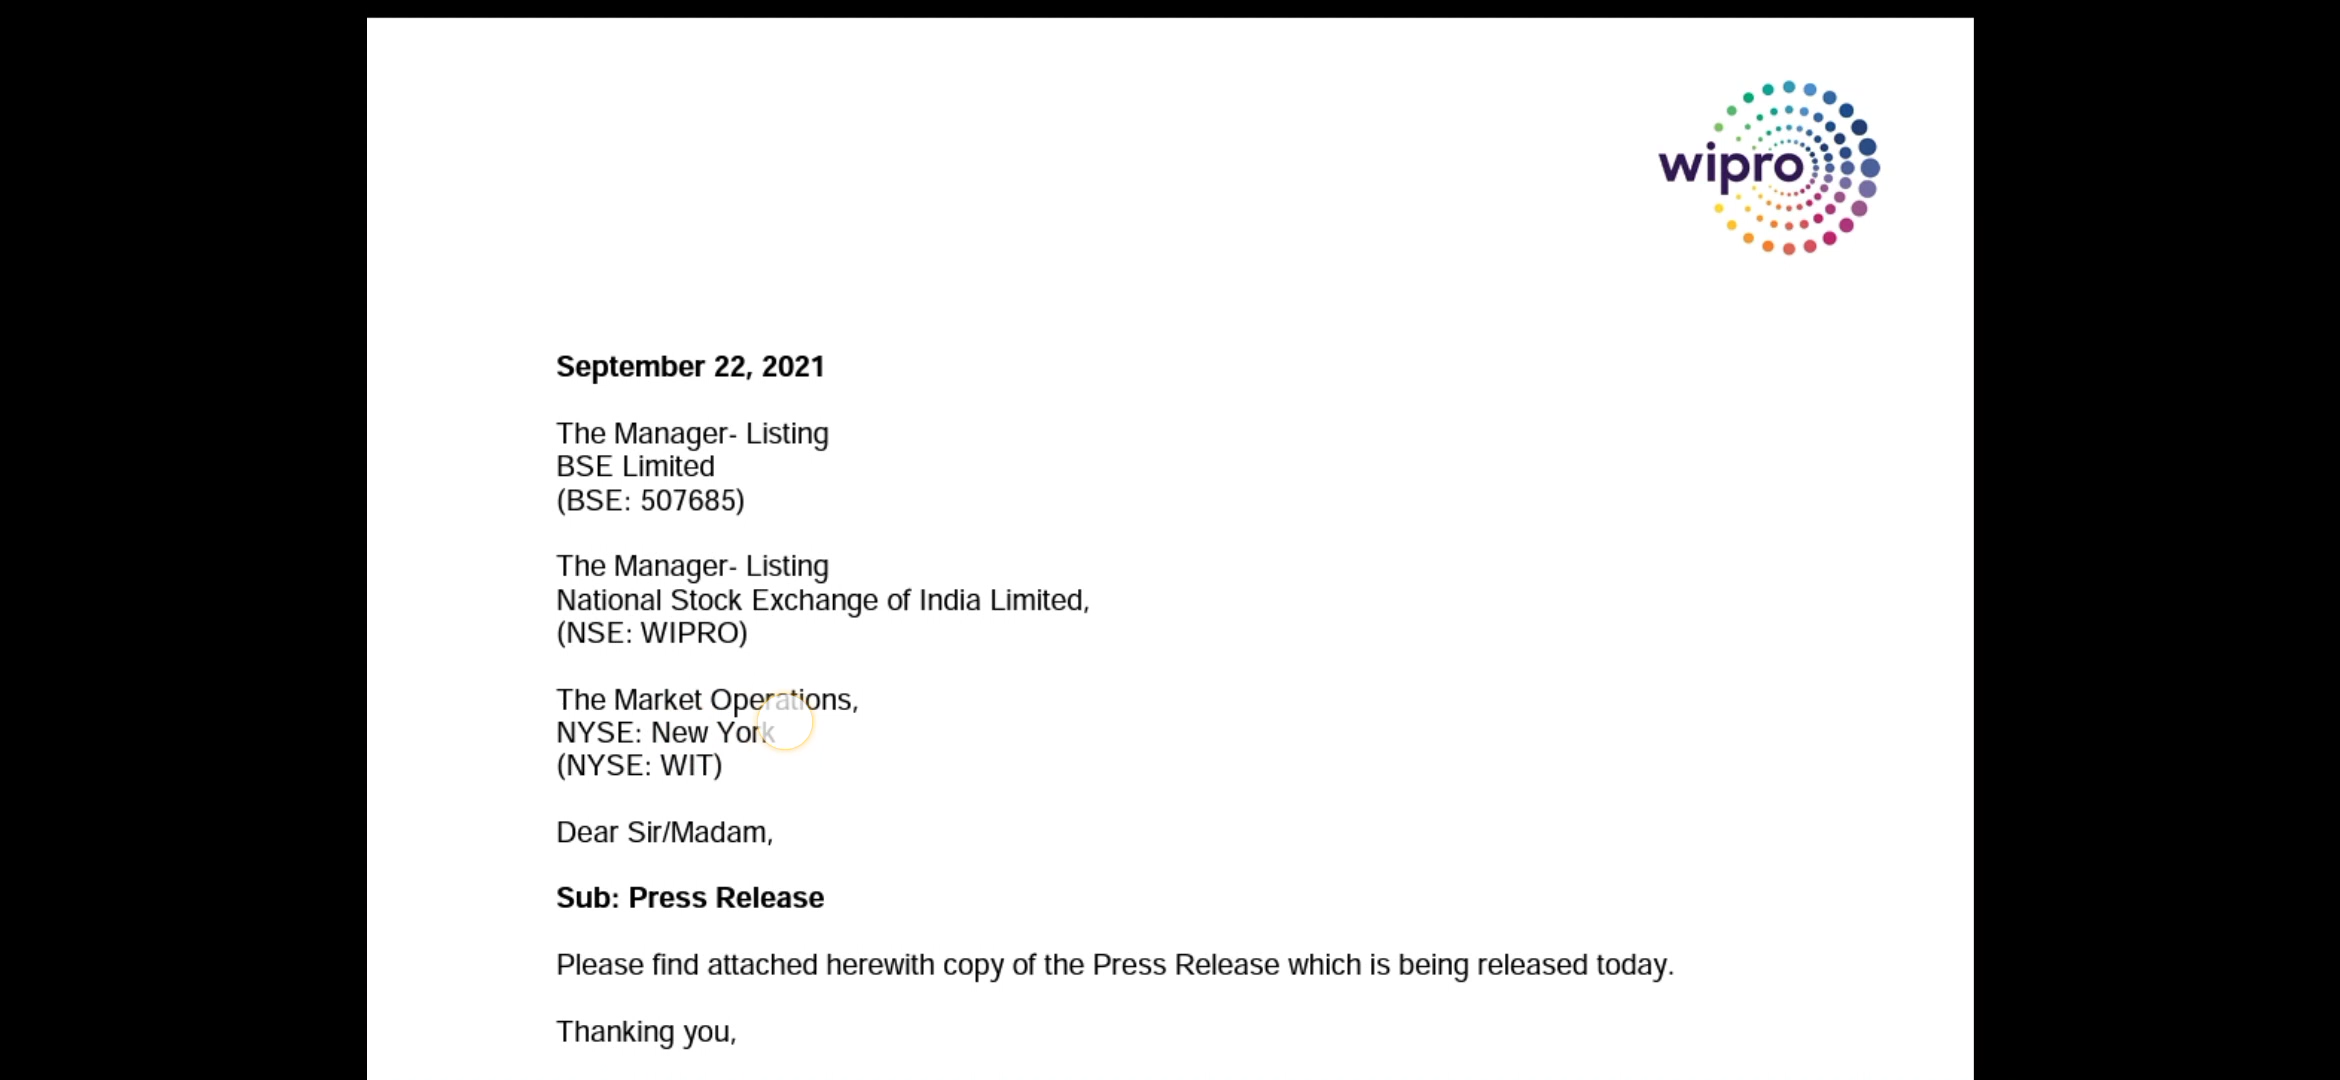 wipro
September 22, 2021
The Manager- Listing
BSE Limited
(BSE: 507685)
The Manager- Listing
National Stock Exchange of India Limited,
(NSE: WIPRO)
The Market Operations,
NYSE: New York
(NYSE: WIT)
Dear Sir/Madam,
Sub: Press Release
Please find attached herewith copy of the Press Release which is being released today.
Thanking you,